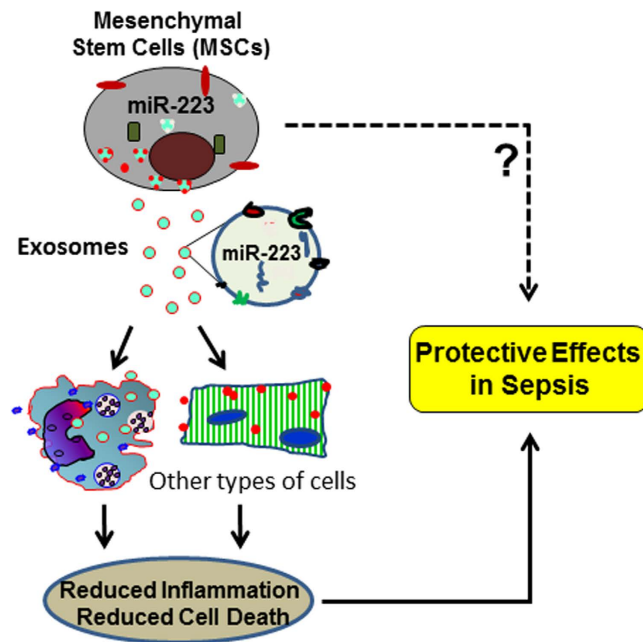 Mesenchymal
Stem Cells (MSCs)
miR-223
?
Exosomes
miR-223
Protective Effects
in Sepsis
Other types of cells
Reduced Inflammation
Reduced Cell Death